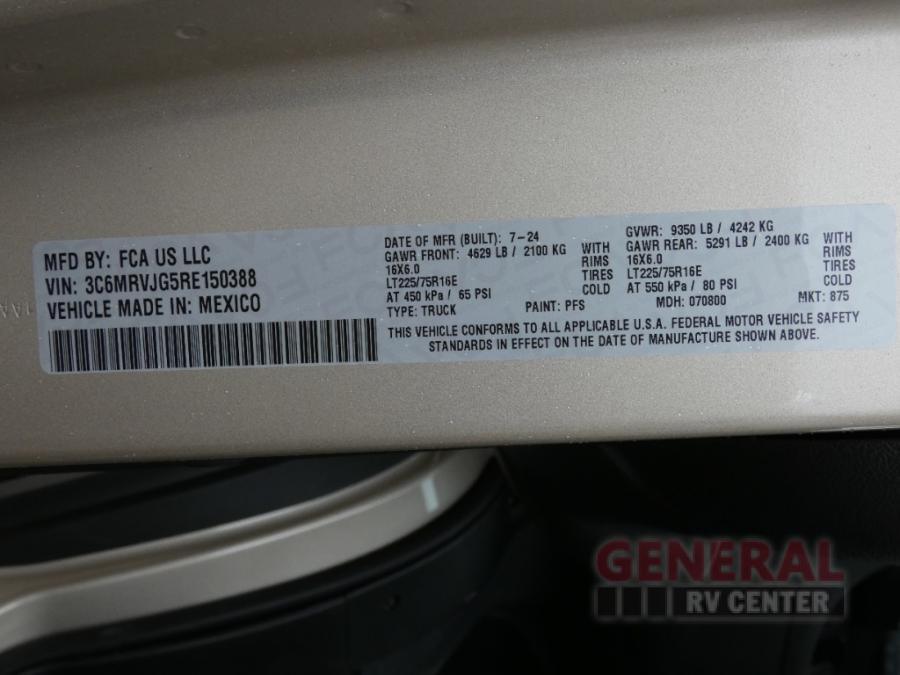 MFD BY: FCA US LLC
VIN: 3C6MRVJG5RE150388
VEHICLE MADE IN: MEXICO
DATE OF MFR (BUILT): 7-24
GAWR FRONT: 4629 LB / 2100 KG WITH
16X6.0 RIMS
LT225/75R16E TIRES
AT 450 kPa / 65 PSI COLD
TYPE: TRUCK PAINT: PFS
GVWR: 9350 LB / 4242 KG
GAWR REAR: 5291 LB / 2400 KG WITH
16X6.0 RIMS
LT225/75R16E TIRES
AT 550 kPa / 80 PSI COLD
MDH: 070800 MKT: 875
THIS VEHICLE CONFORMS TO ALL APPLICABLE U.S.A. FEDERAL MOTOR VEHICLE SAFETY
STANDARDS IN EFFECT ON THE DATE OF MANUFACTURE SHOWN ABOVE.
GENERAL
RV CENTER